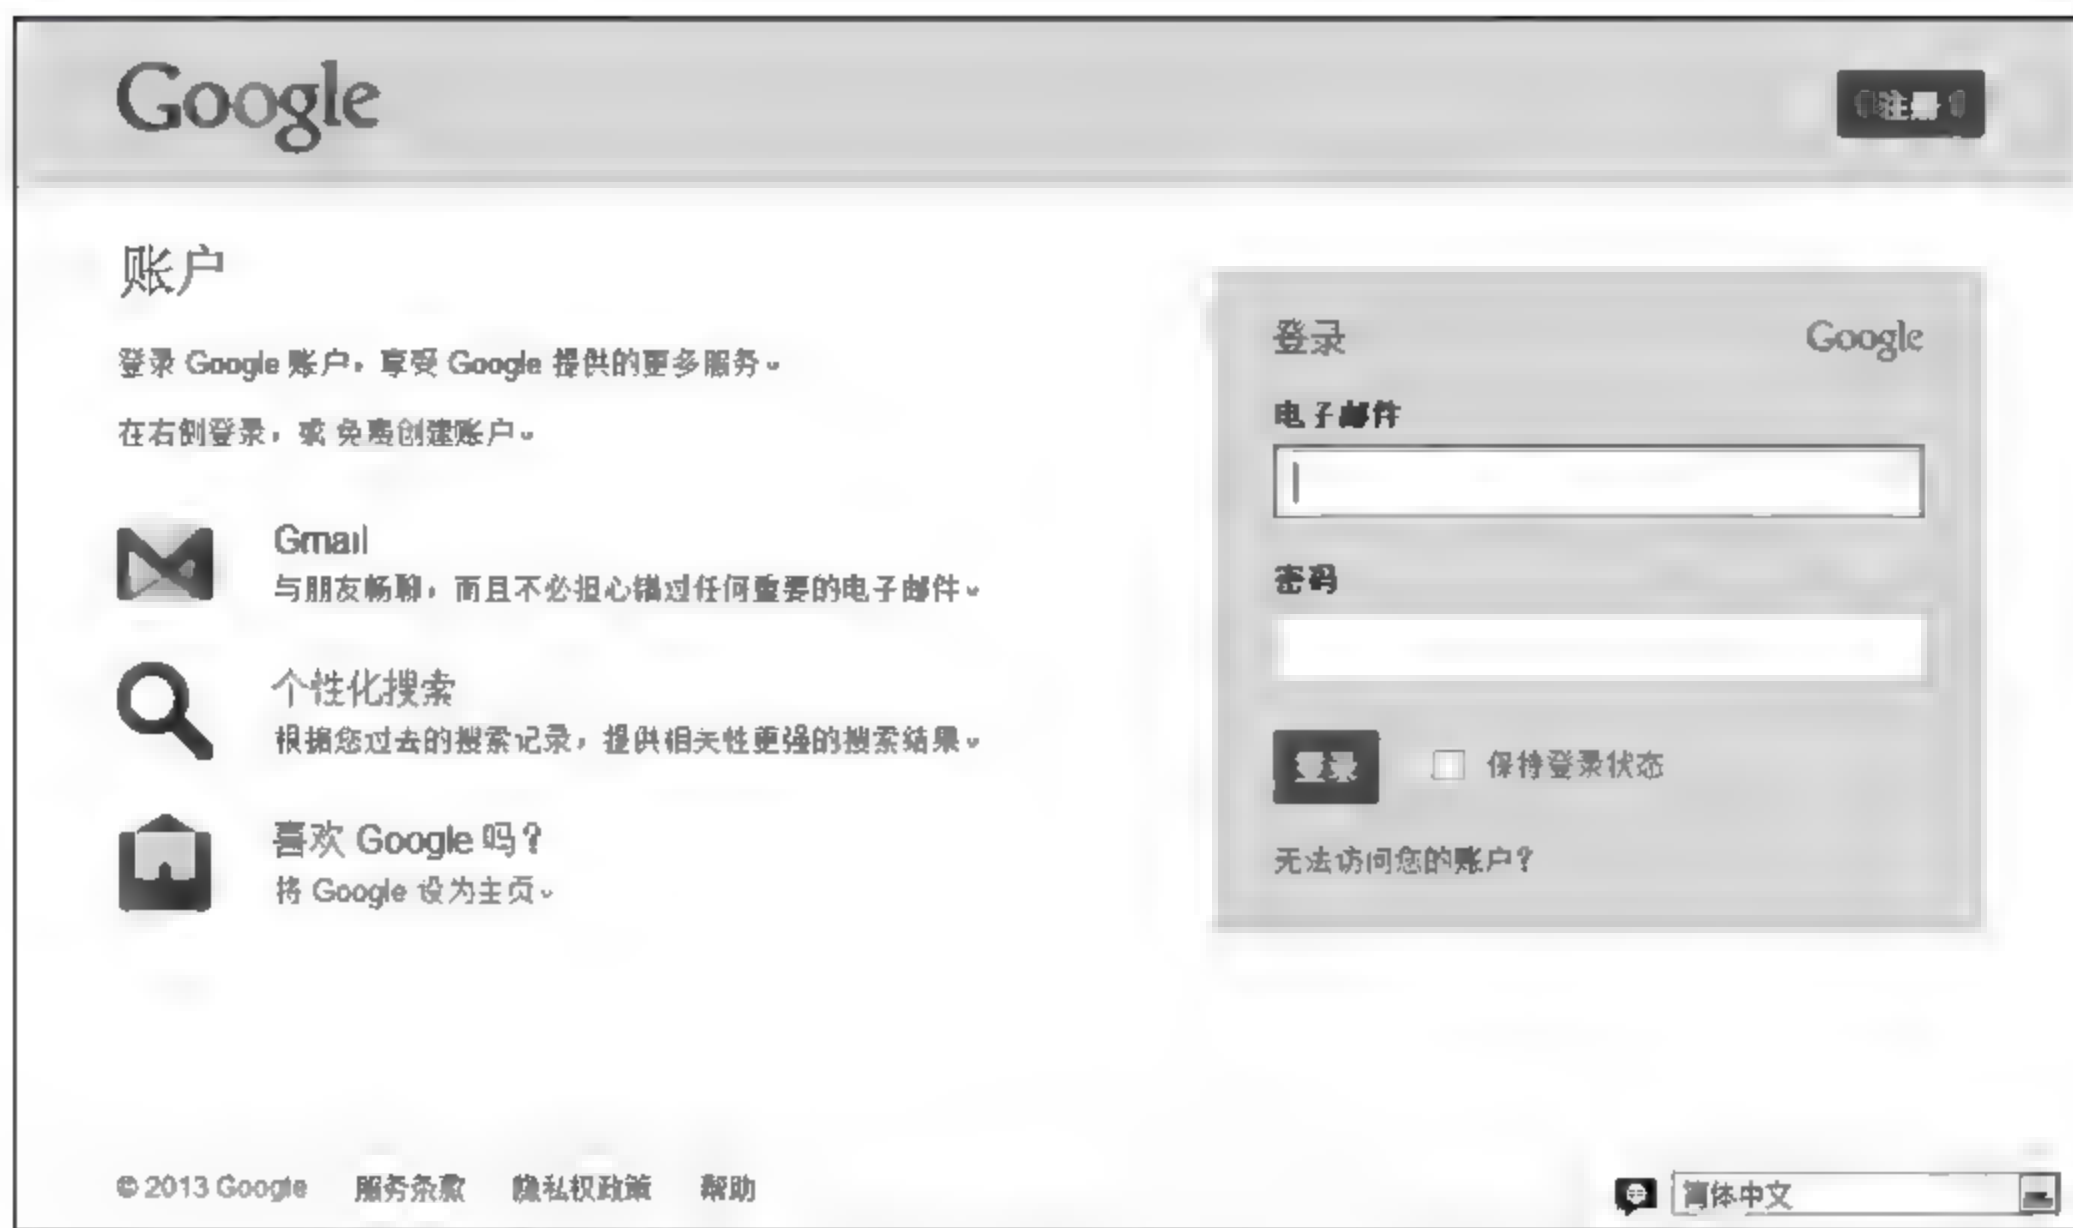 Google
注册
账户
登录 Google 账户，享受 Google 提供的更多服务。
在右侧登录，或 免费创建账户。
Gmail
与朋友畅聊，而且不必担心错过任何重要的电子邮件。
个性化搜索
根据您过去的搜索记录，提供相关性更强的搜索结果。
喜欢 Google 吗？
将 Google 设为主页。
登录 Google
电子邮件
密码
登录 保持登录状态
无法访问您的账户？
© 2013 Google 服务条款 隐私权政策 帮助
简体中文